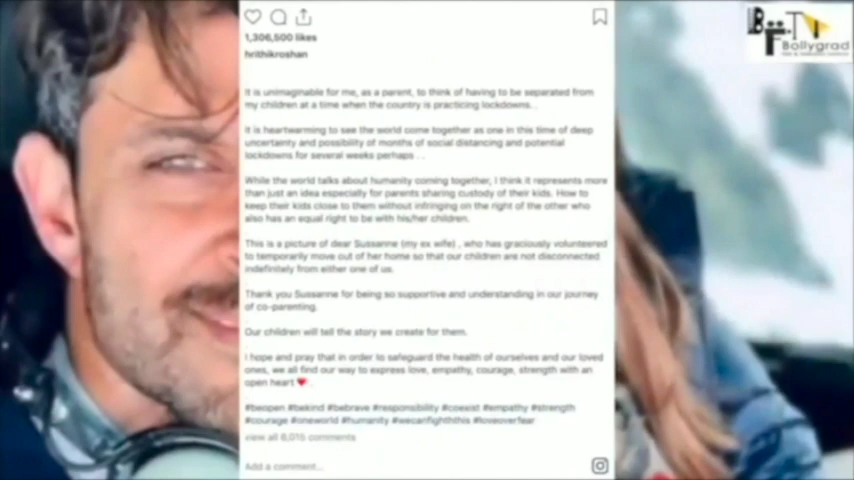 1,306,500 likes
hrithikroshan
It is unimaginable for me, as a parent, to think of having to be separated from
my children at a time when the country is practicing lockdowns. .
It is heartwarming to see the world come together as one in this time of deep
uncertainty and possibility of months of social distancing and potential
lockdowns for several weeks perhaps . .
While the world talks about humanity coming together, I think it represents more
than just an idea especially for parents sharing custody of their kids. How to
keep their kids close to them without infringing on the right of the other who
also has an equal right to be with his/her children.
This is a picture of dear Sussanne (my ex wife) , who has graciously volunteered
to temporarily move out of her home so that our children are not disconnected
indefinitely from either one of us.
Thank you Sussanne for being so supportive and understanding in our journey
of co-parenting.
Our children will tell the story we create for them.
I hope and pray that in order to safeguard the health of ourselves and our loved
ones, we all find our way to express love, empathy, courage, strength with an
open heart ❤️ .
#beopen #bekind #bebrave #responsibility #coexist #empathy #strength
#courage #oneworld #humanity #wecanfightthis #loveoverfear
view all 8,015 comments
Add a comment...
Bollygrad